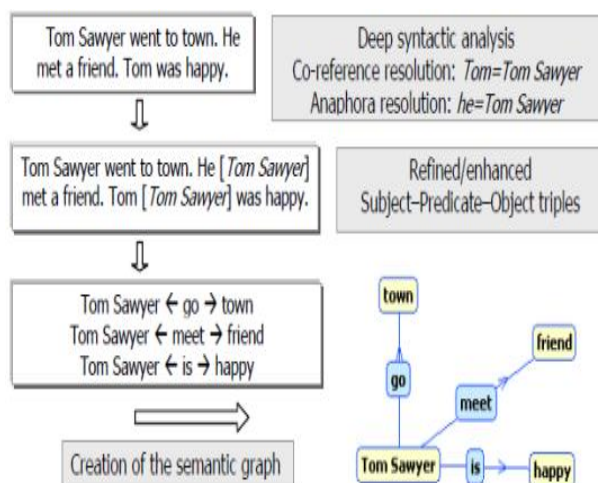 Tom Sawyer went to town. He
met a friend. Tom was happy.
Deep syntactic analysis
Co-reference resolution: Tom=Tom Sawyer
Anaphora resolution: he=Tom Sawyer
Tom Sawyer went to town. He [Tom Sawyer]
met a friend. Tom [Tom Sawyer] was happy.
Refined/enhanced
Subject–Predicate–Object triples
Tom Sawyer ← go → town
Tom Sawyer ← meet → friend
Tom Sawyer ← is → happy
Creation of the semantic graph
town
friend
go
meet
Tom Sawyer
is
happy